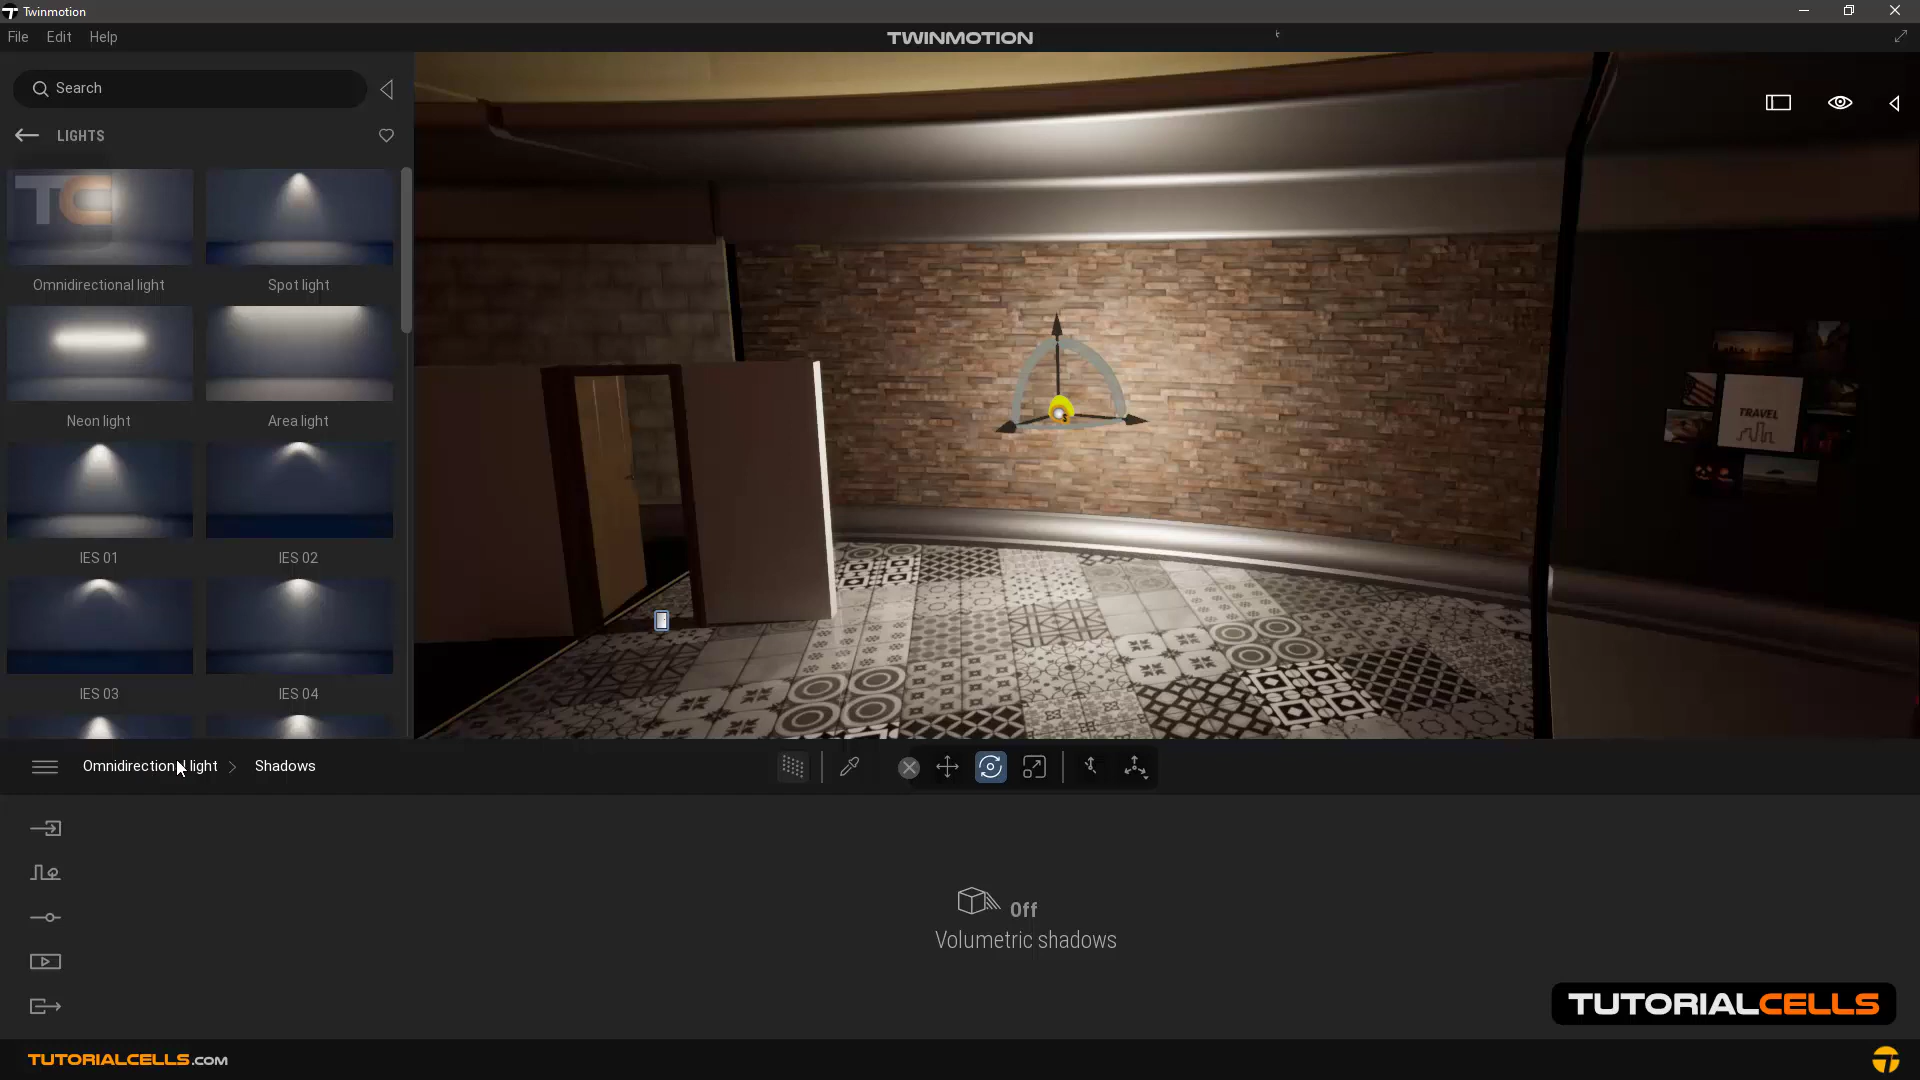 Twinmotion
File Edit Help
TWINMOTION
Search
LIGHTS
TC
Omnidirectional light
Spot light
Neon light
Area light
IES 01
IES 02
IES 03
IES 04
TRAVEL
Omnidirectional light > Shadows
Off
Volumetric shadows
TUTORIALCELLS
TUTORIALCELLS.COM